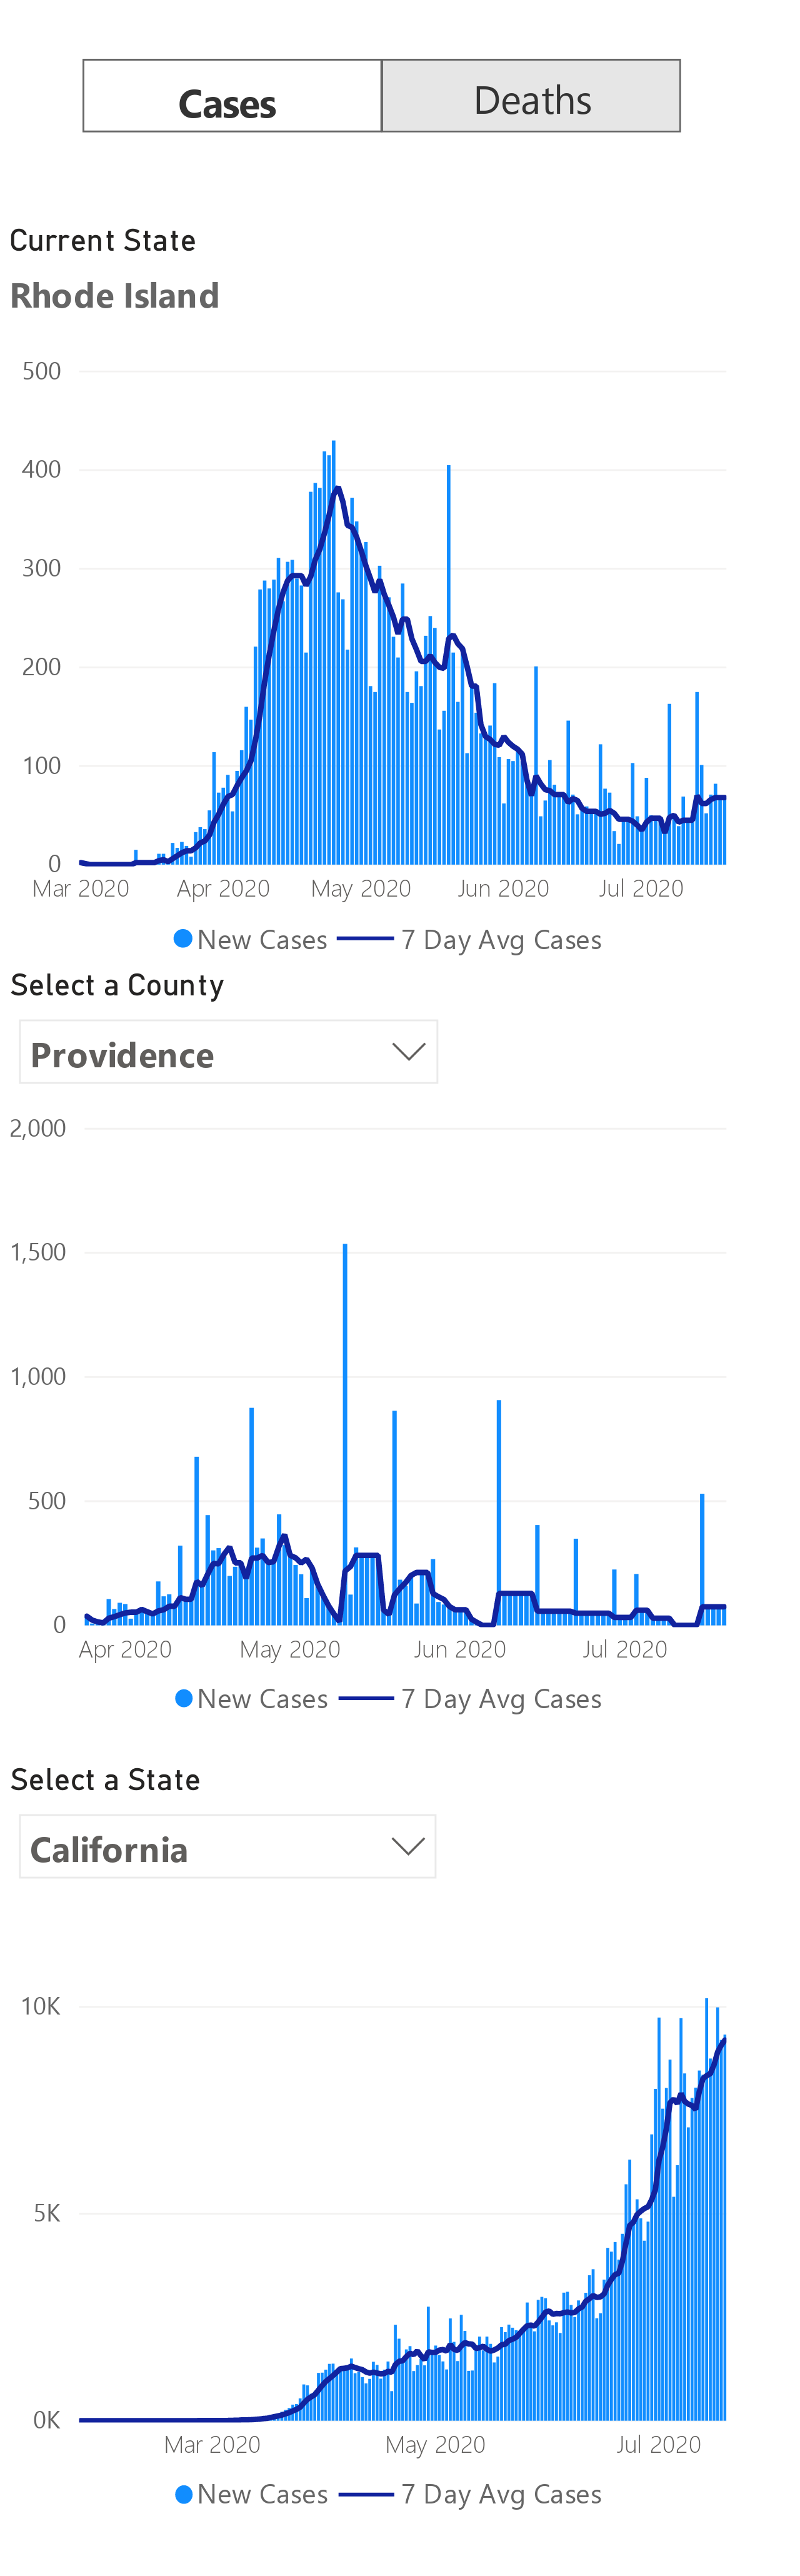 Cases Deaths
Current State
Rhode Island
500
400
300
200
100
0
Mar 2020 Apr 2020 May 2020 Jun 2020 Jul 2020
New Cases 7 Day Avg Cases
Select a County
Providence
2,000
1,500
1,000
500
0
Apr 2020 May 2020 Jun 2020 Jul 2020
New Cases 7 Day Avg Cases
Select a State
California
10K
5K
0K
Mar 2020 May 2020 Jul 2020
New Cases 7 Day Avg Cases